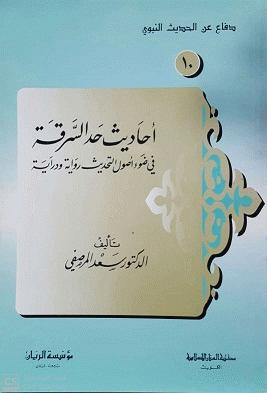 دفاع عن الحديث النبوي
١٠
أحاديث حد السرقة
في ضوء أصول التحديث رواية ودراية
تأليف
الدكتور سعد المرصفي
مكتبة المنار الإسلامية
الكويت
مؤسسة الريان